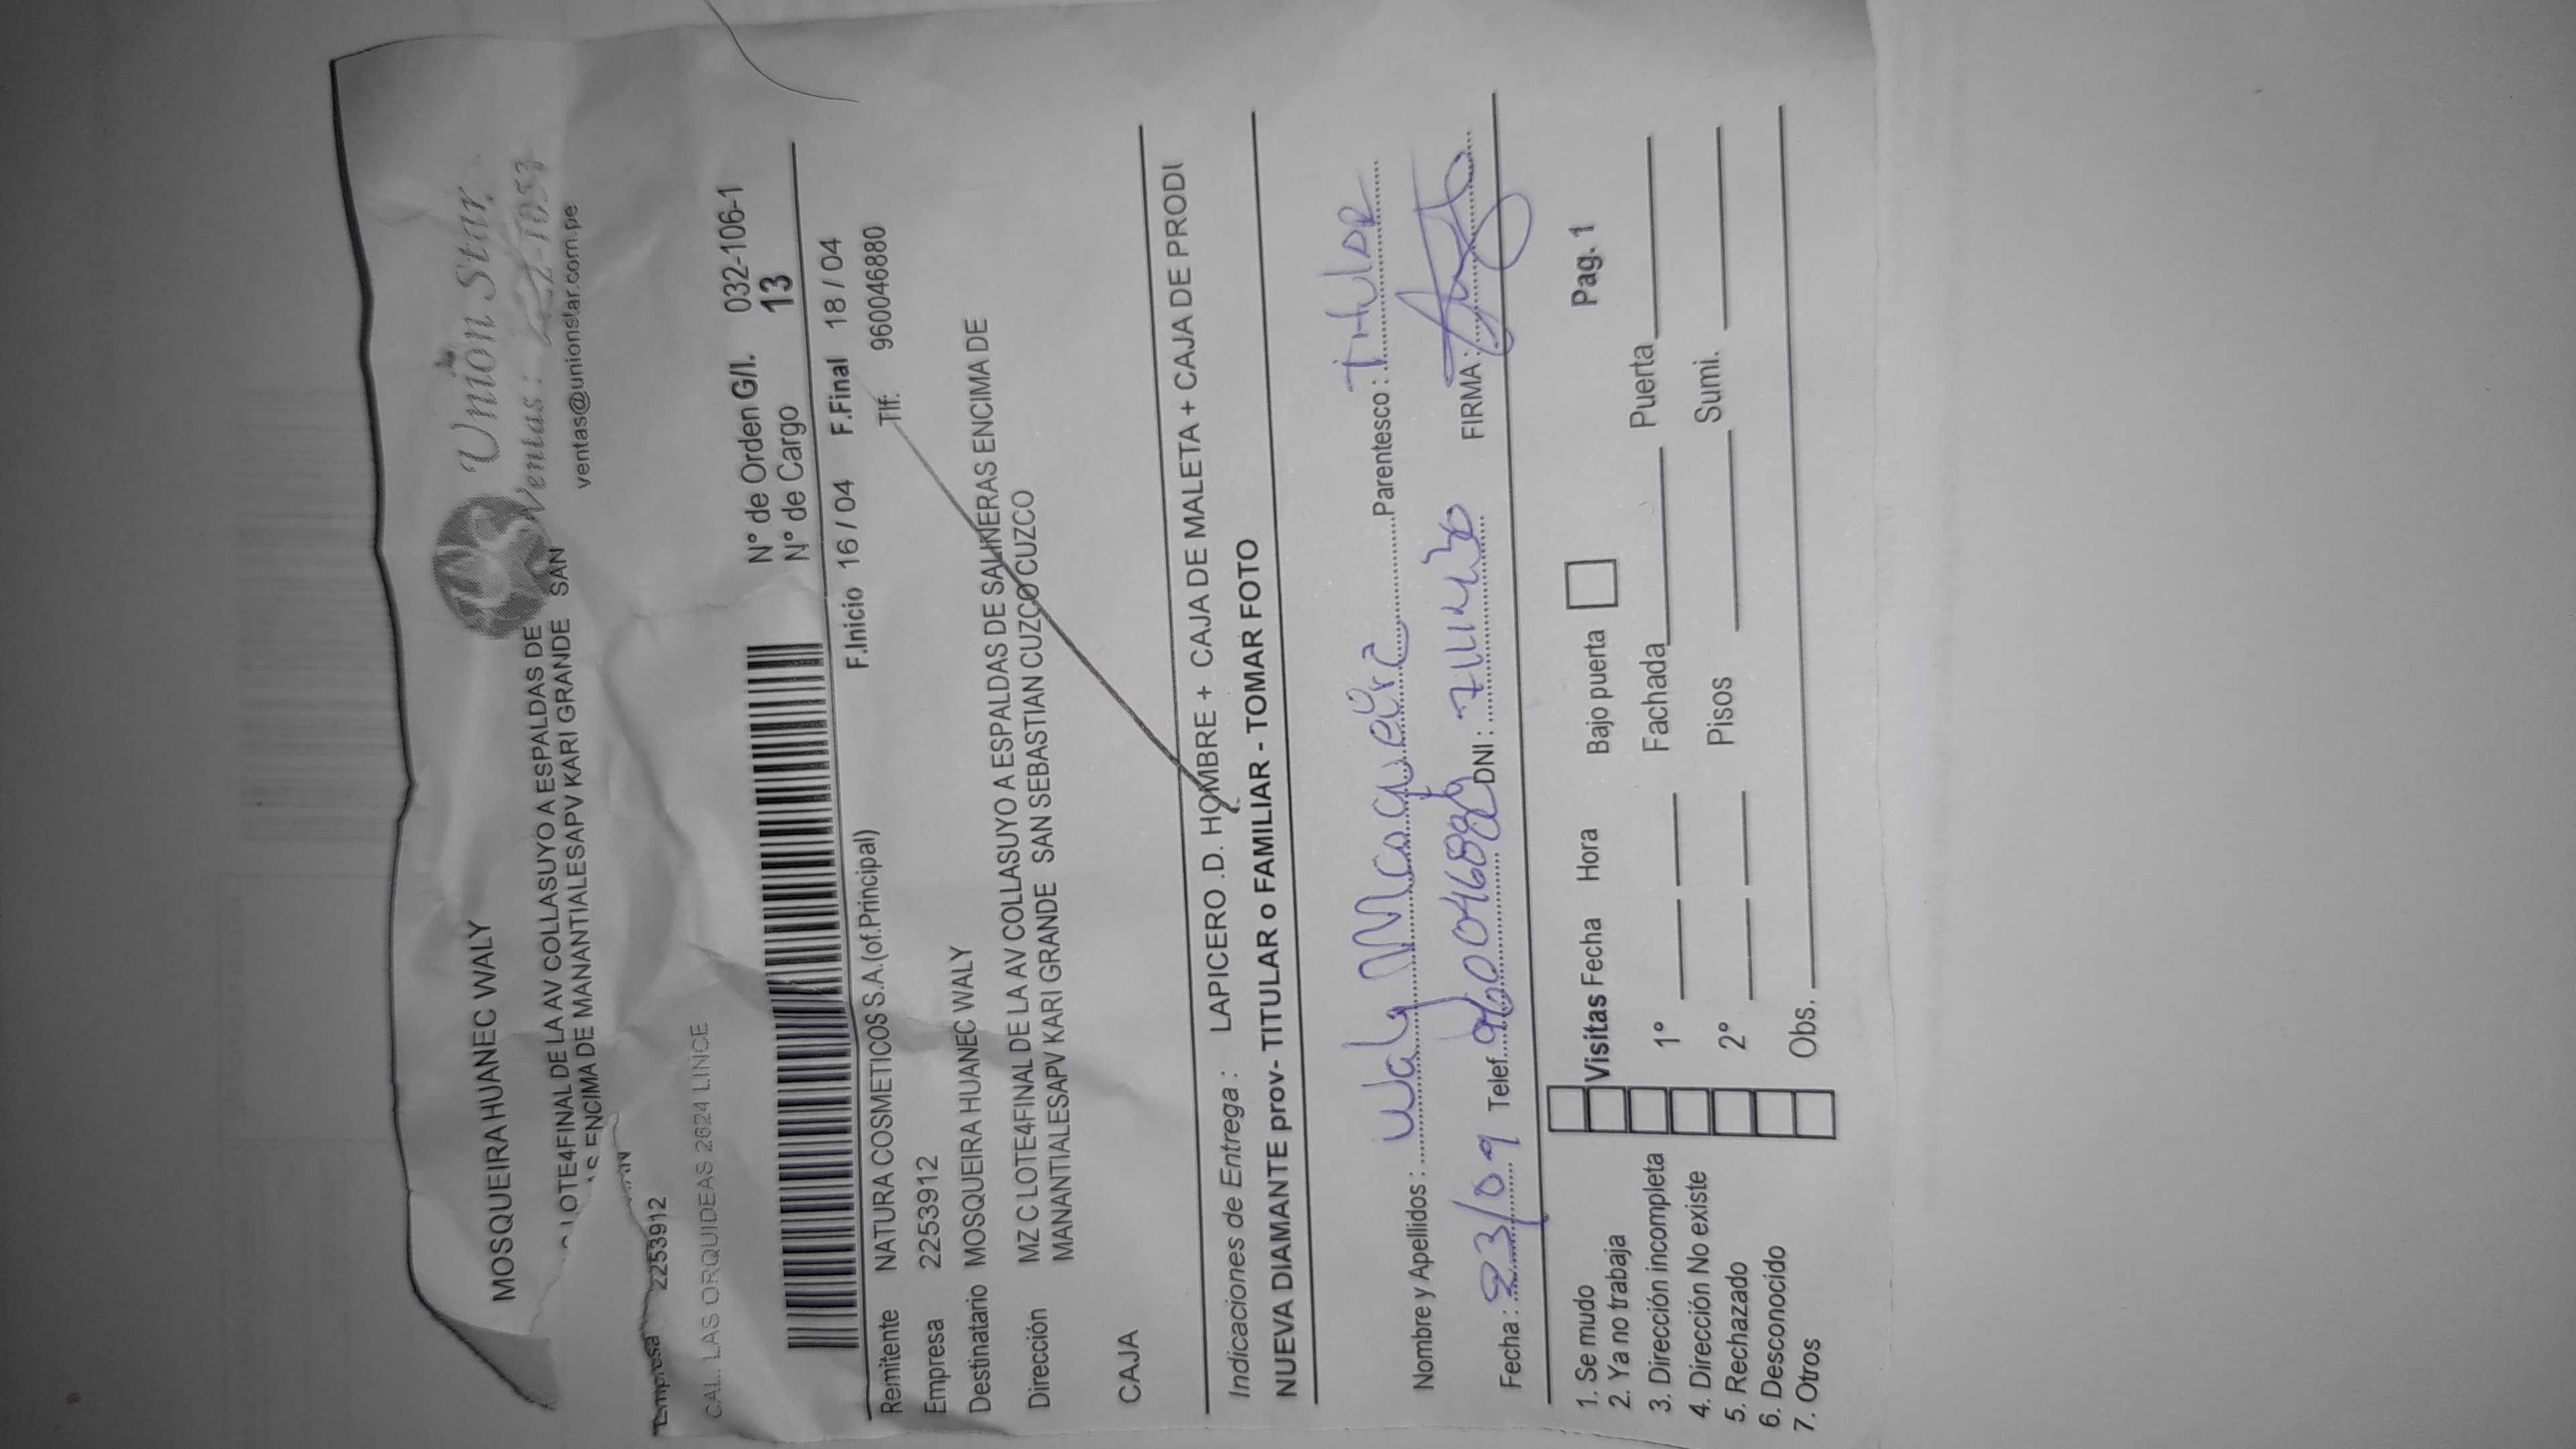 MOSQUEIRA HUANEC WALY
LOTE4FINAL DE LA AV COLLASUYO A ESPALDAS DE
ENCIMA DE MANANTIALESAPV KARI GRANDE SAN
Union Star
Ventas :
ventas@unionstar.com.pe
Empresa 2253912
CAL. LAS ORQUIDEAS 2624 LINCE
N° de Orden G/I. 032-106-1
N° de Cargo 13
F.Inicio 16 / 04 F.Final 18 / 04
Remitente NATURA COSMETICOS S.A.(of.Principal) Tlf: 960046880
Empresa 2253912
Destinatario MOSQUEIRA HUANEC WALY
Dirección MZ C LOTE4FINAL DE LA AV COLLASUYO A ESPALDAS DE SALINERAS ENCIMA DE
MANANTIALESAPV KARI GRANDE SAN SEBASTIAN CUZCO CUZCO
CAJA
Indicaciones de Entrega : LAPICERO .D. HOMBRE + CAJA DE MALETA + CAJA DE PRODI
NUEVA DIAMANTE prov- TITULAR o FAMILIAR - TOMAR FOTO
Nombre y Apellidos : Waly Parentesco : Titular
Fecha : 23/09 Telef. 960046880 DNI : FIRMA :
1. Se mudo
2. Ya no trabaja
3. Dirección incompleta
4. Dirección No existe
5. Rechazado
6. Desconocido
7. Otros
Visitas Fecha Hora Bajo puerta Pag. 1
1° Fachada Puerta
2° Pisos Sumi.
Obs.